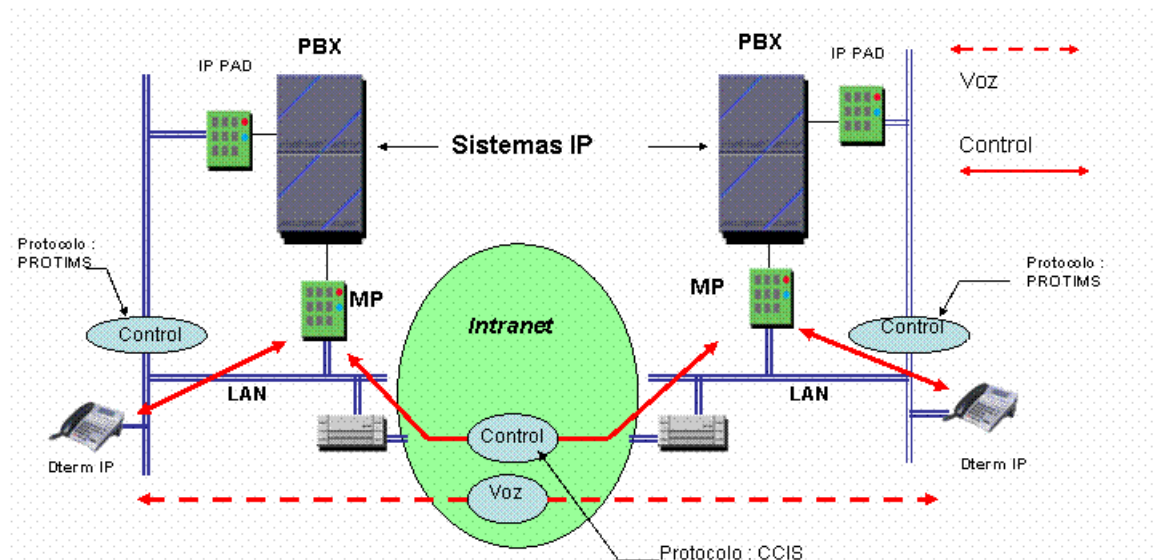 PBX
PBX
IP PAD
IP PAD
Voz
Sistemas IP
Control
Protocolo :
PROTIMS
Protocolo :
PROTIMS
MP
MP
Intranet
Control
Control
LAN
LAN
Control
Dterm IP
Dterm IP
Voz
Protocolo : CCIS